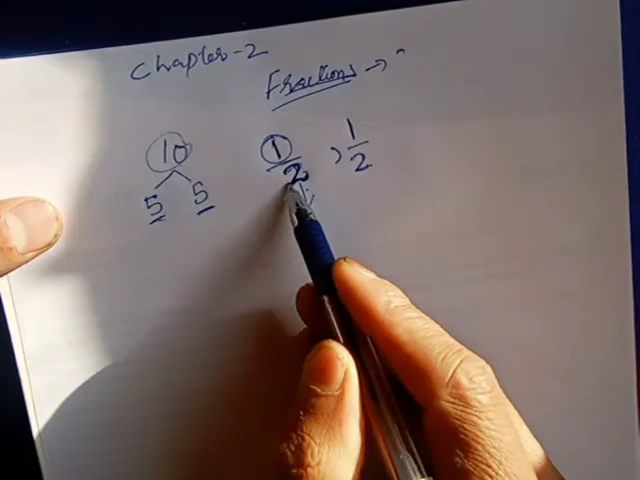 Chapter-2
Fractions →
10 1/2 , 1/2
5 5